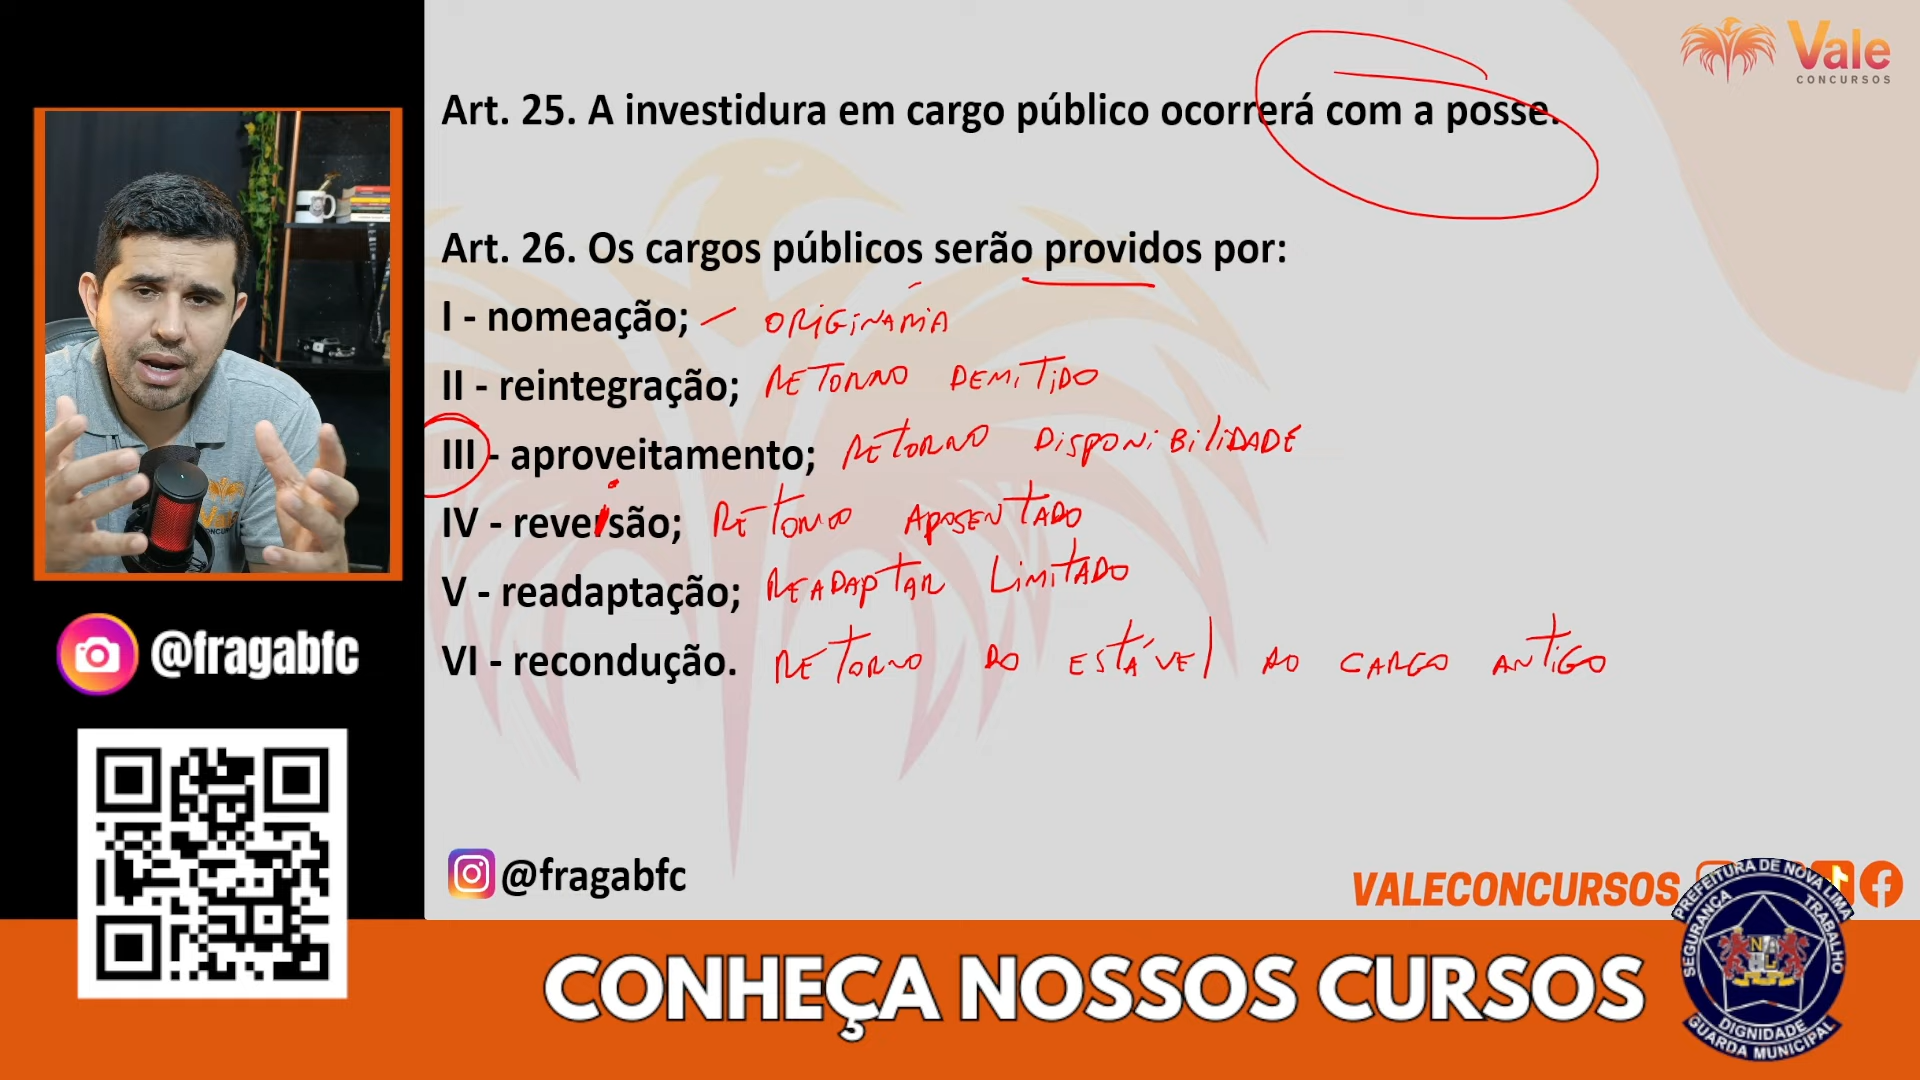 Vale
CONCURSOS
Art. 25. A investidura em cargo público ocorrerá com a posse.
Art. 26. Os cargos públicos serão providos por:
I - nomeação; — ORIGINÁRIA
II - reintegração; RETORNO DEMITIDO
III - aproveitamento; RETORNO DISPONIBILIDADE
IV - reversão; RETORNO APOSENTADO
V - readaptação; READAPTAR LIMITADO
VI - recondução. RETORNO DO ESTÁVEL AO CARGO ANTIGO
Vale
@fragabfc
@fragabfc
VALECONCURSOS
PREFEITURA DE NOVA LIMA
SEGURANÇA
TRABALHO
DIGNIDADE
GUARDA MUNICIPAL
CONHEÇA NOSSOS CURSOS